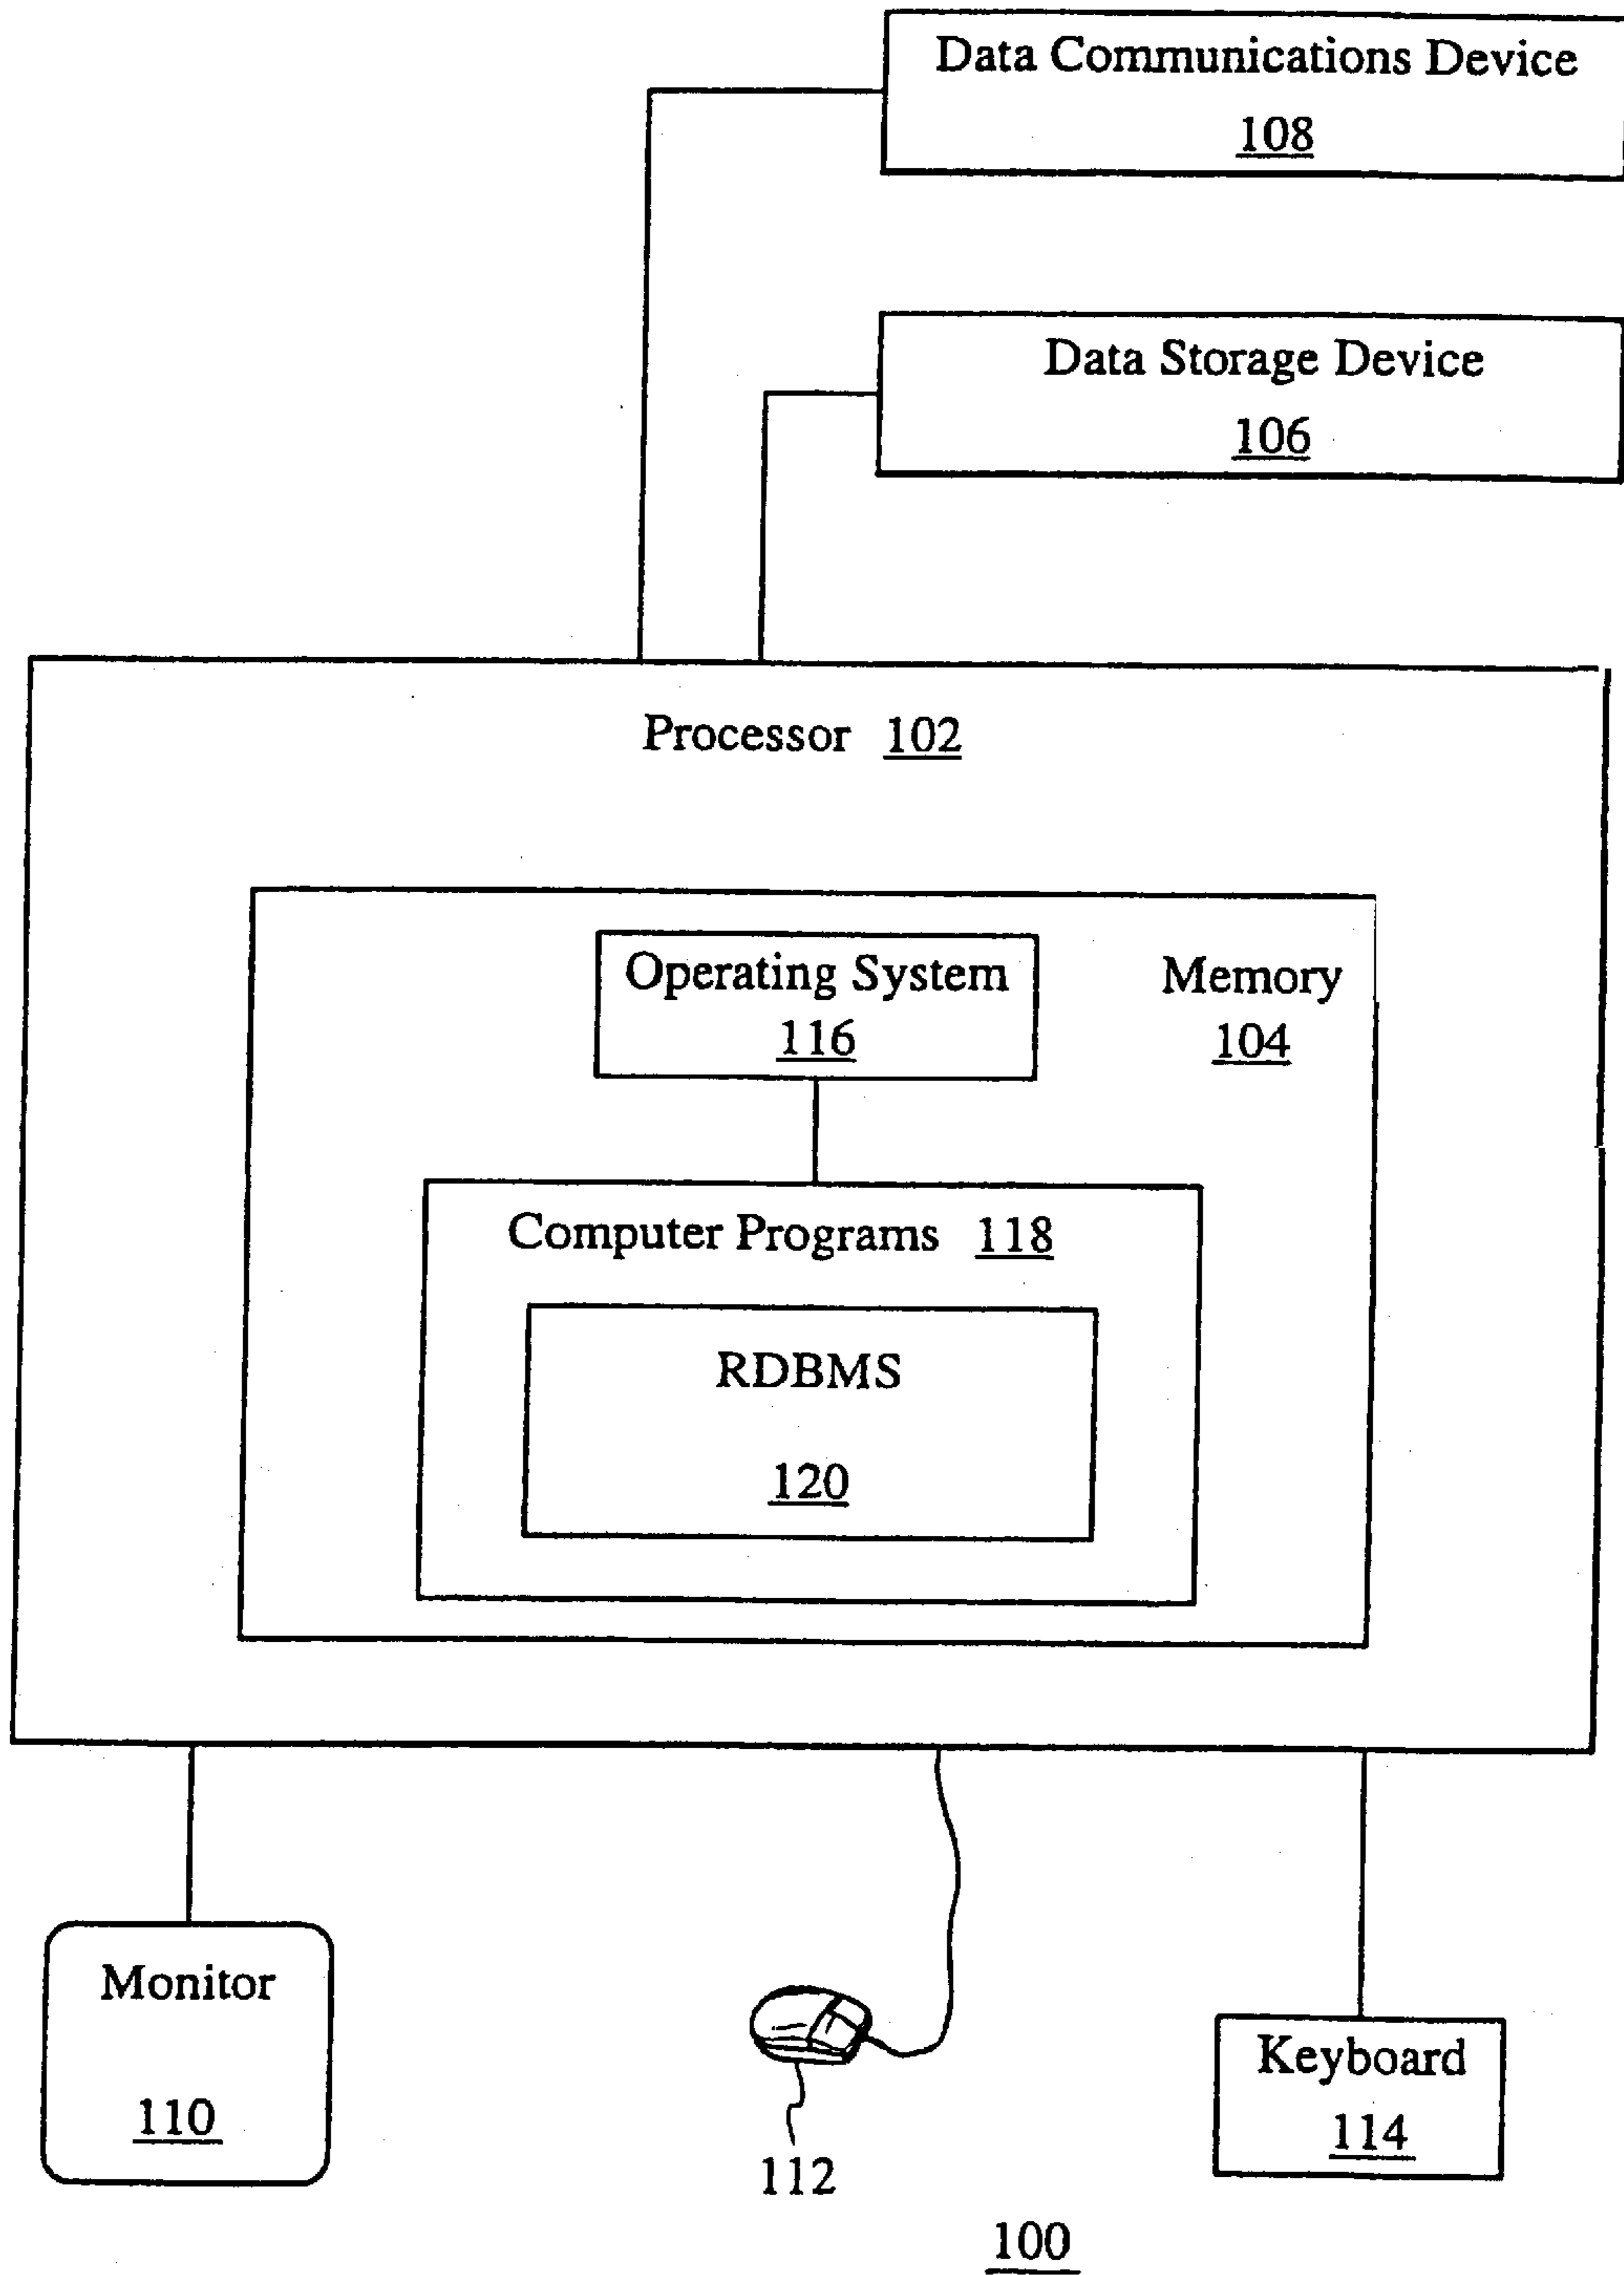 Data Communications Device
108
Data Storage Device
106
Processor 102
Operating System
116
Memory
104
Computer Programs 118
RDBMS
120
Monitor
110
112
Keyboard
114
100